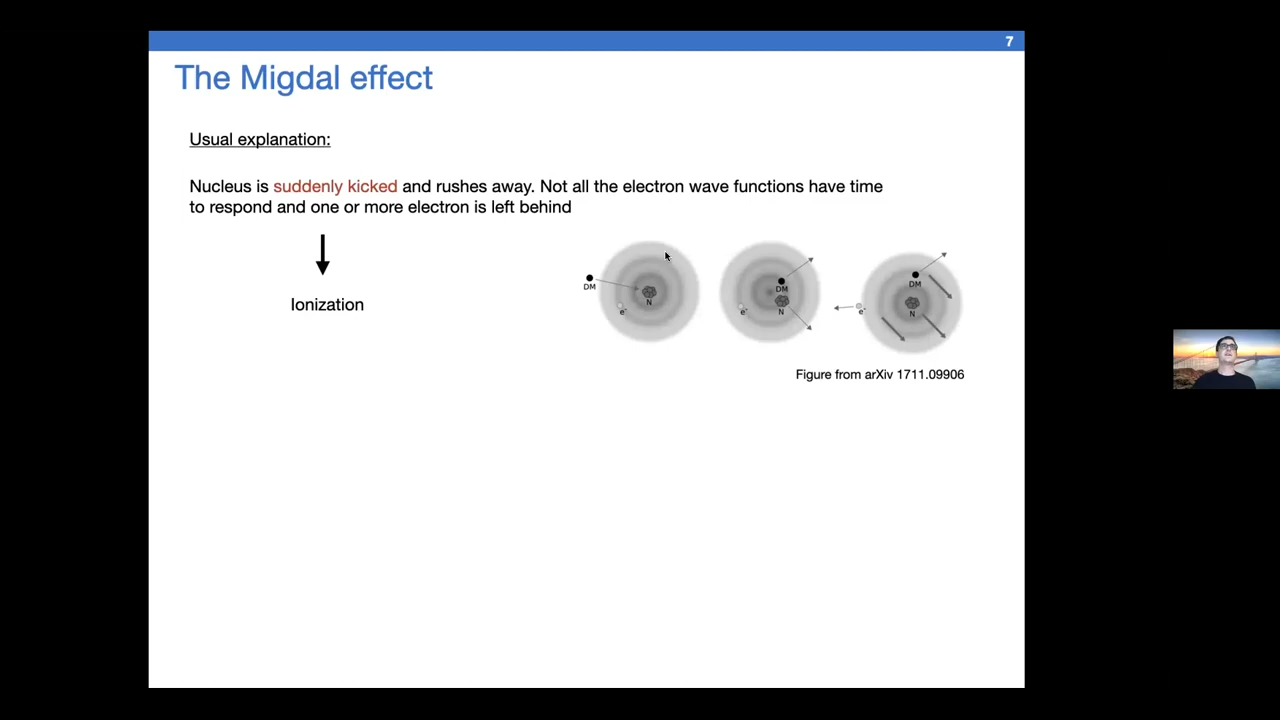 7
The Migdal effect
Usual explanation:
Nucleus is suddenly kicked and rushes away. Not all the electron wave functions have time
to respond and one or more electron is left behind
Ionization
DM
N
e-
DM
N
e-
DM
N
e-
Figure from arXiv 1711.09906